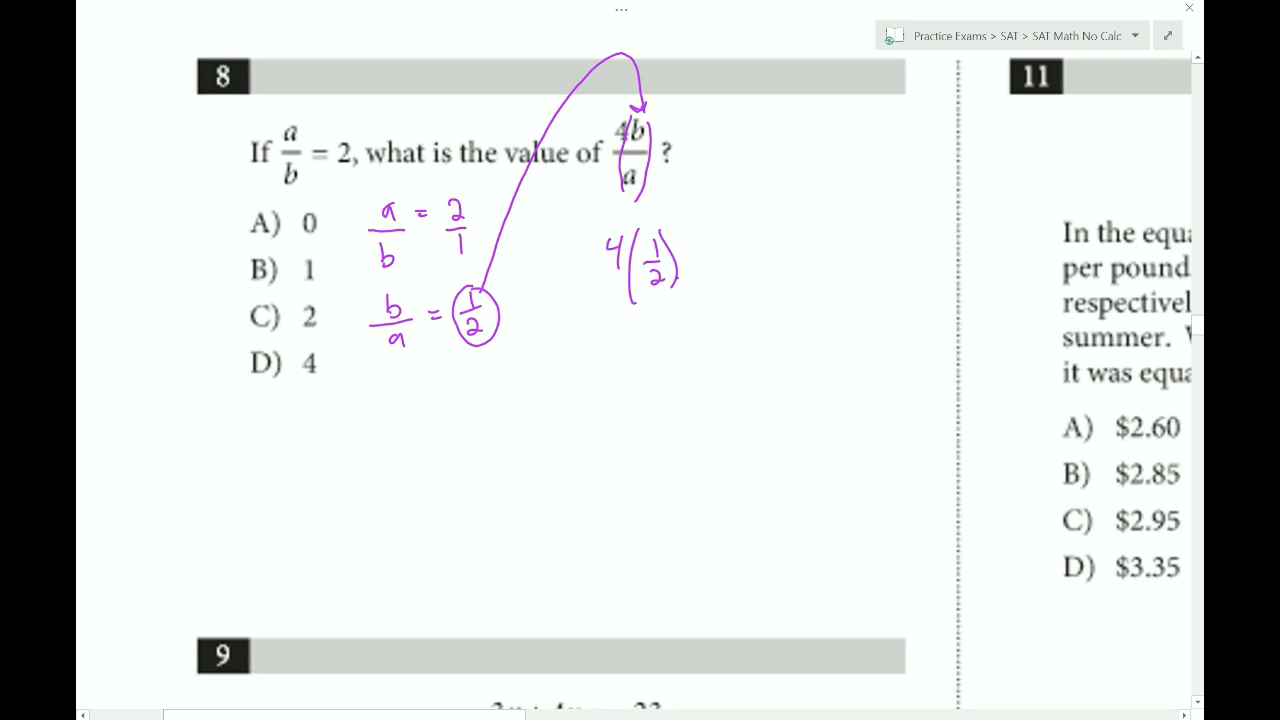 ...
Practice Exams > SAT > SAT Math No Calc
8
If a/b = 2, what is the value of 4b/a ?
A) 0
B) 1
C) 2
D) 4
a/b = 2/1
b/a = 1/2
4(1/2)
9
11
In the equa
per pound
respectivel
summer.
it was equa
A) $2.60
B) $2.85
C) $2.95
D) $3.35